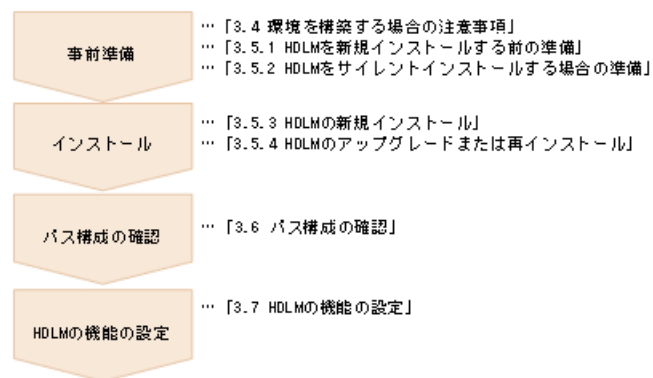 事前準備
…「3.4 環境を構築する場合の注意事項」
…「3.5.1 HDLMを新規インストールする前の準備」
…「3.5.2 HDLMをサイレントインストールする場合の準備」
インストール
…「3.5.3 HDLMの新規インストール」
…「3.5.4 HDLMのアップグレードまたは再インストール」
パス構成の確認
…「3.6 パス構成の確認」
HDLMの機能の設定
…「3.7 HDLMの機能の設定」